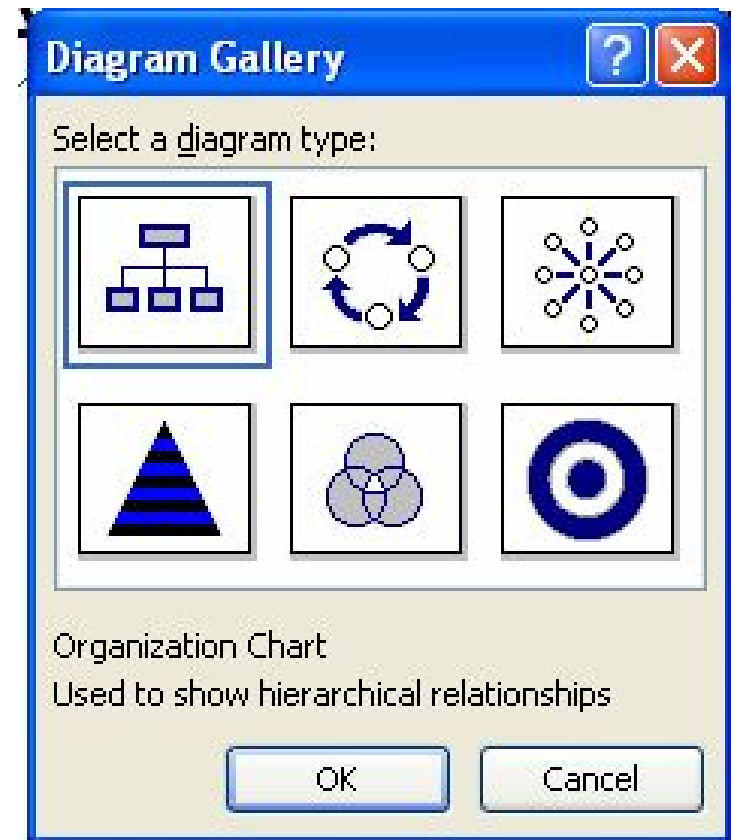 Diagram Gallery
?
Select a diagram type:
Organization Chart
Used to show hierarchical relationships
OK
Cancel